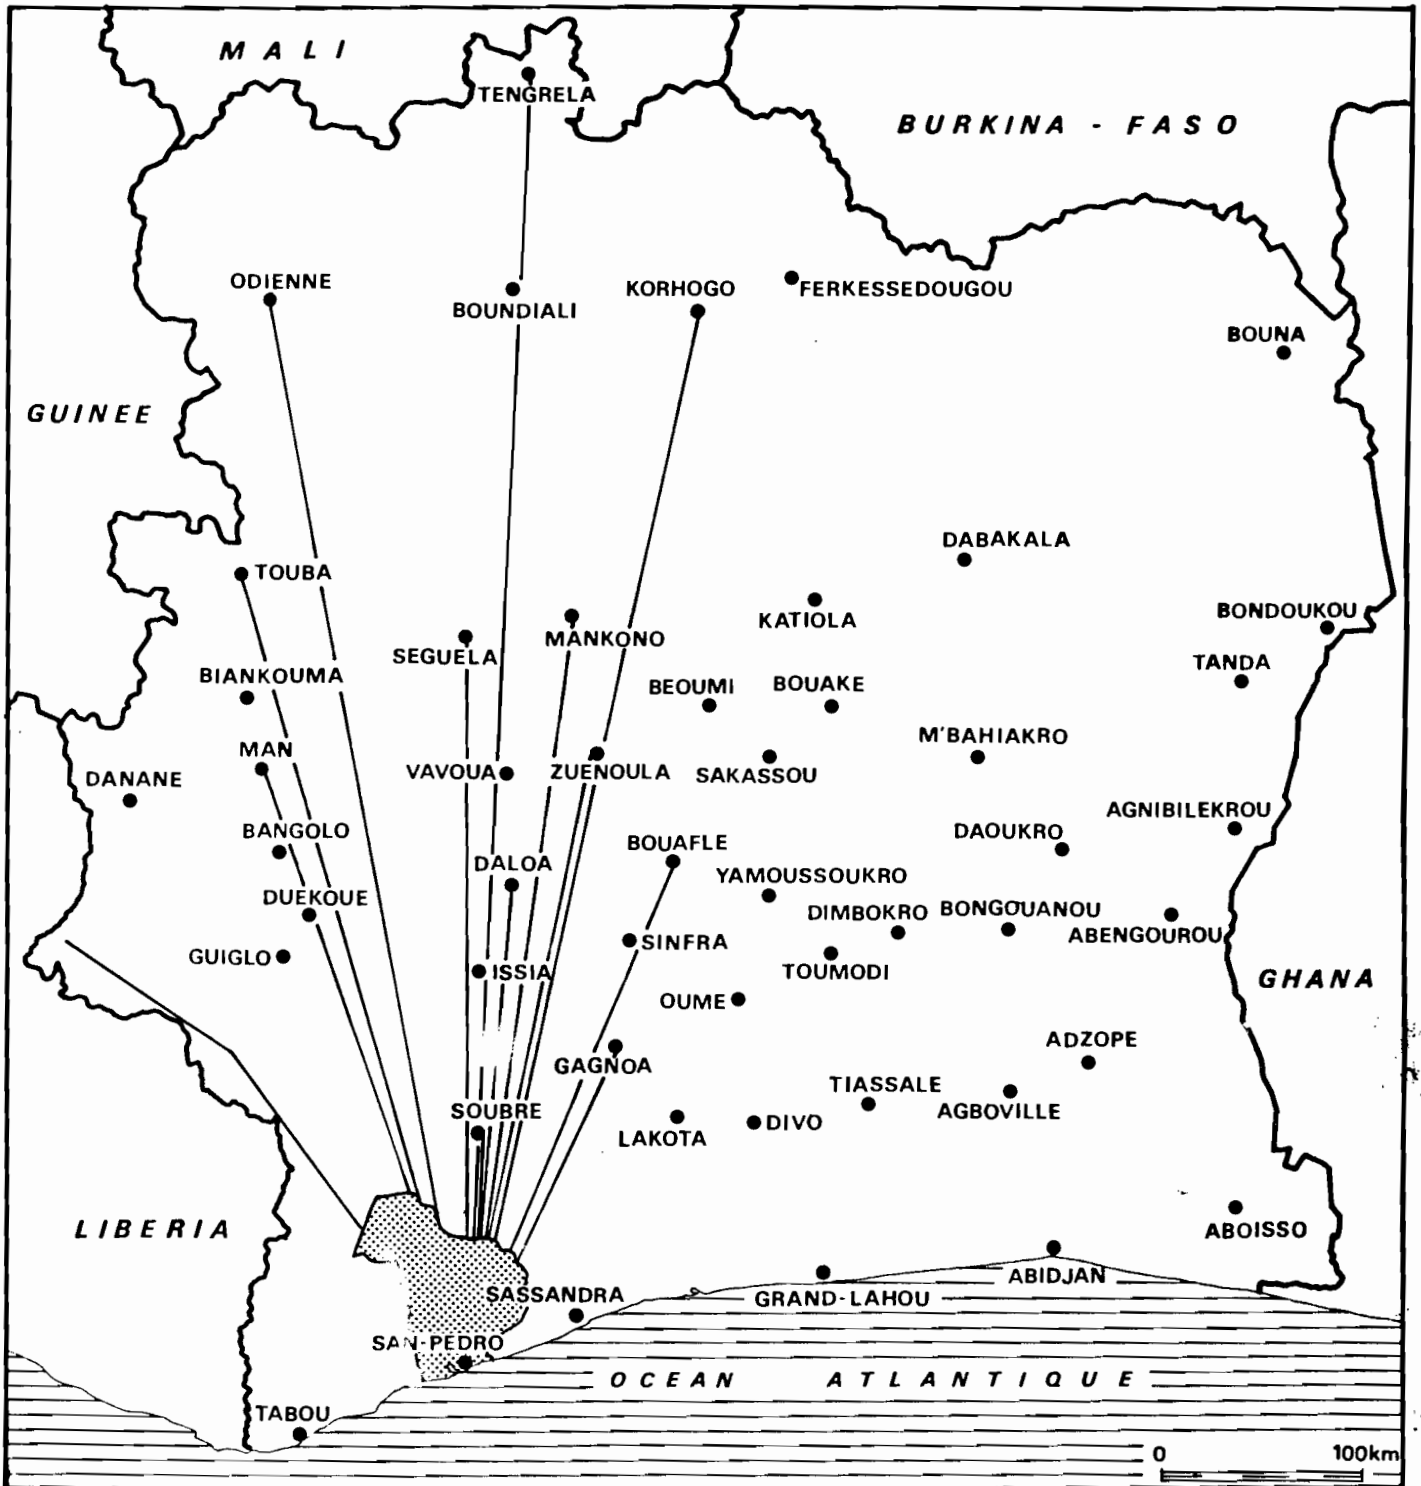 MALI
TENGRELA
BURKINA - FASO
ODIENNE
BOUNDIALI
KORHOGO
FERKESSEDOUGOU
BOUNA
GUINEE
DABAKALA
TOUBA
KATIOLA
BONDOUKOU
SEGUELA
MANKONO
TANDA
BIANKOUMA
BEOUMI
BOUAKE
M'BAHIAKRO
MAN
DANANE
VAVOUA
ZUENOULA
SAKASSOU
AGNIBILEKROU
BANGOLO
BOUAFLE
DAOUKRO
DALOA
YAMOUSSOUKRO
DUEKOUE
DIMBOKRO
BONGOUANOU
ABENGOUROU
SINFRA
GUIGLO
ISSIA
TOUMODI
GHANA
OUME
ADZOPE
GAGNOA
TIASSALE
SOUBRE
AGBOVILLE
LAKOTA
DIVO
LIBERIA
ABOISSO
ABIDJAN
SASSANDRA
GRAND-LAHOU
SAN-PEDRO
OCEAN ATLANTIQUE
TABOU
0 100km